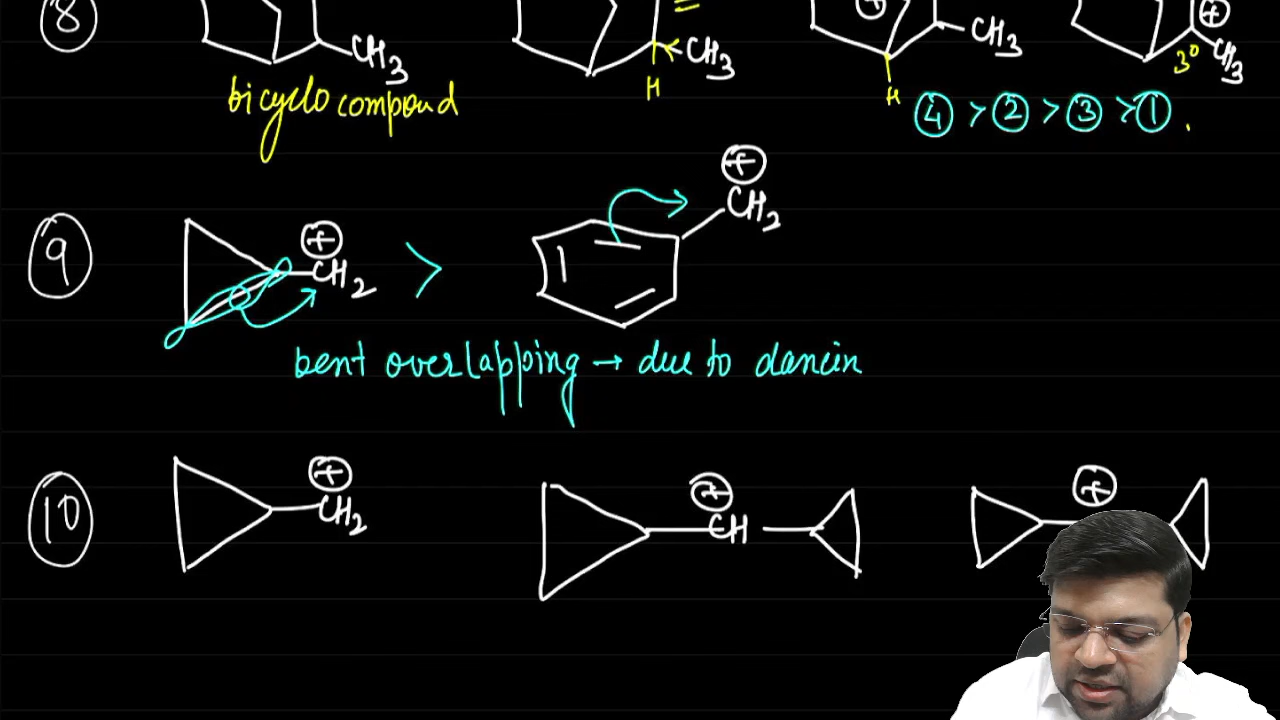 8
CH3
CH3
H
⊕
CH3
H
⊕
3°
CH3
bicyclo compound
④ > ② > ③ > ① .
9
⊕
CH2
>
⊕
CH2
bent overlapping → due to dancin
10
⊕
CH2
⊕
CH
⊕